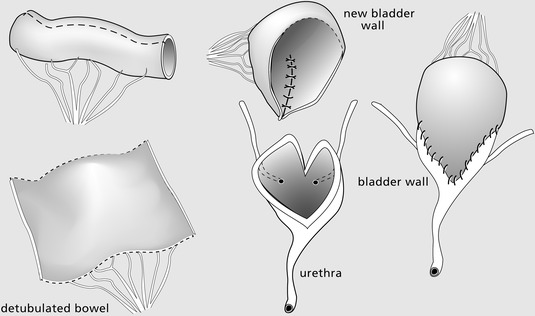 new bladder
wall
bladder wall
urethra
detubulated bowel